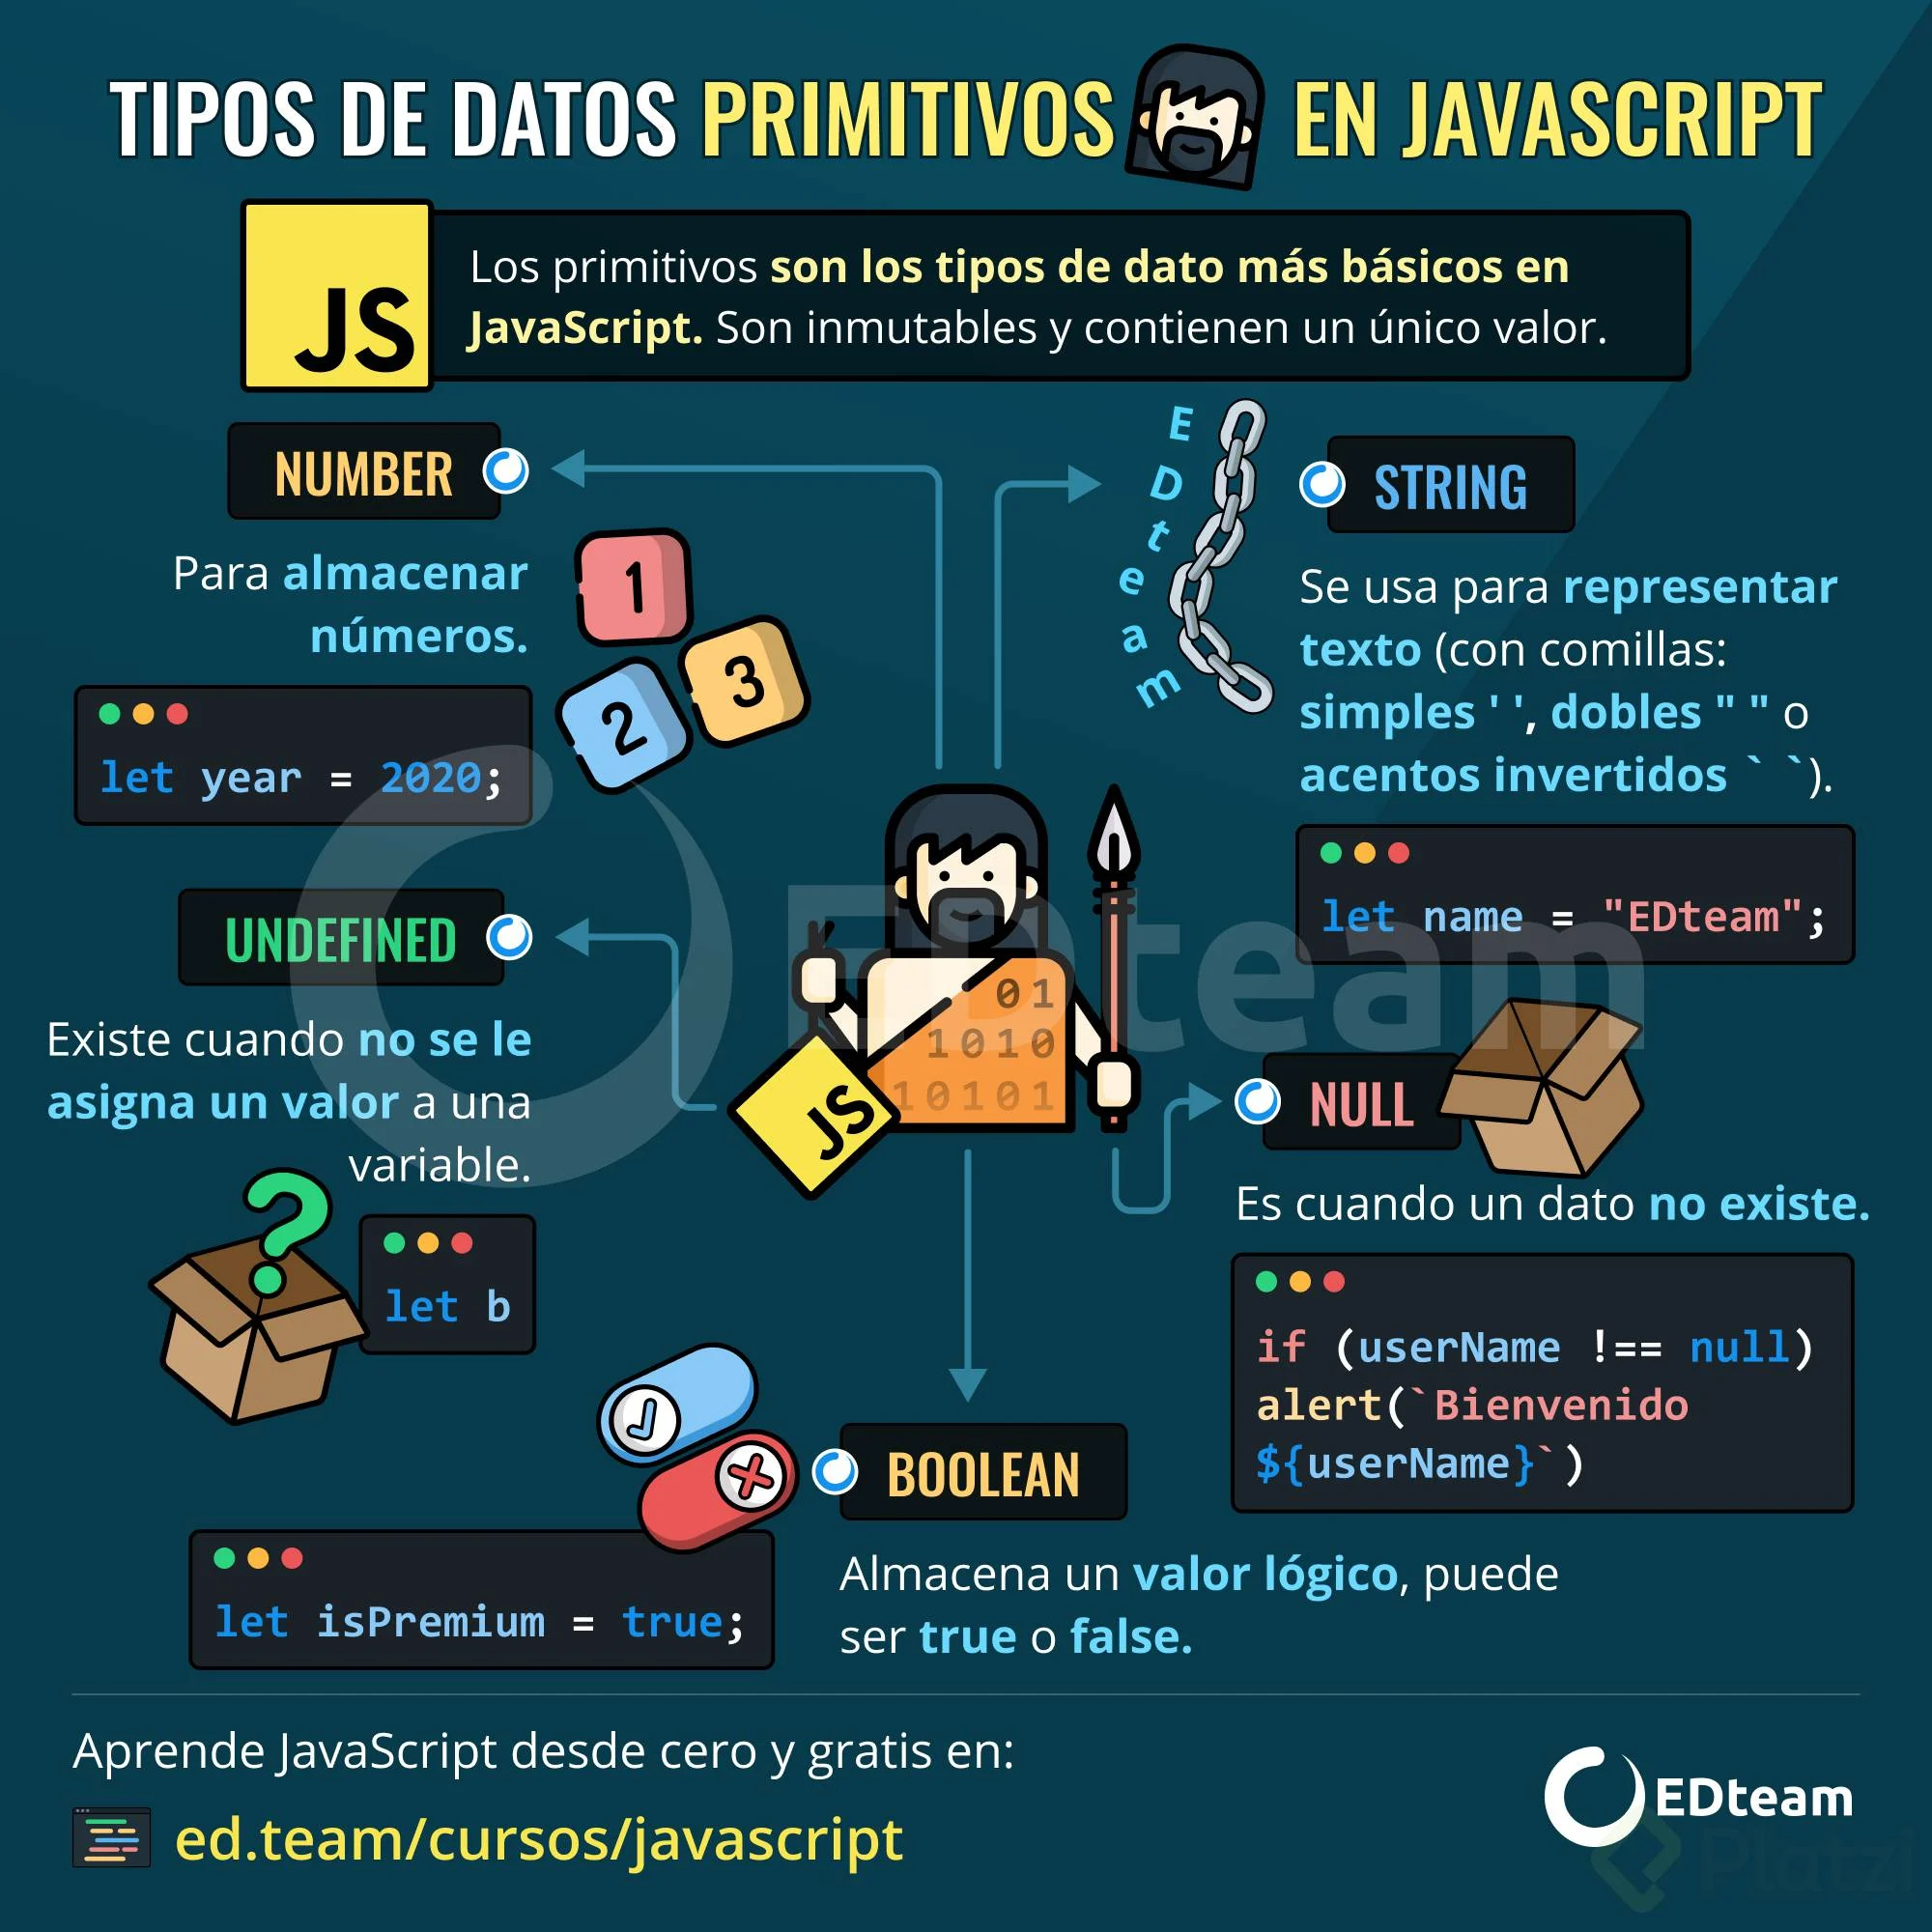 TIPOS DE DATOS PRIMITIVOS EN JAVASCRIPT
JS
Los primitivos son los tipos de dato más básicos en
JavaScript. Son inmutables y contienen un único valor.
NUMBER
Para almacenar
números.
1
2
3
let year = 2020;
E
D
t
e
a
m
STRING
Se usa para representar
texto (con comillas:
simples ' ', dobles " " o
acentos invertidos ` `).
let name = "EDteam";
UNDEFINED
Existe cuando no se le
asigna un valor a una
variable.
?
let b
01
1010
10101
JS
EDteam
NULL
Es cuando un dato no existe.
if (userName !== null)
alert(`Bienvenido
${userName}`)
BOOLEAN
Almacena un valor lógico, puede
ser true o false.
let isPremium = true;
Aprende JavaScript desde cero y gratis en:
ed.team/cursos/javascript
EDteam
Platzi